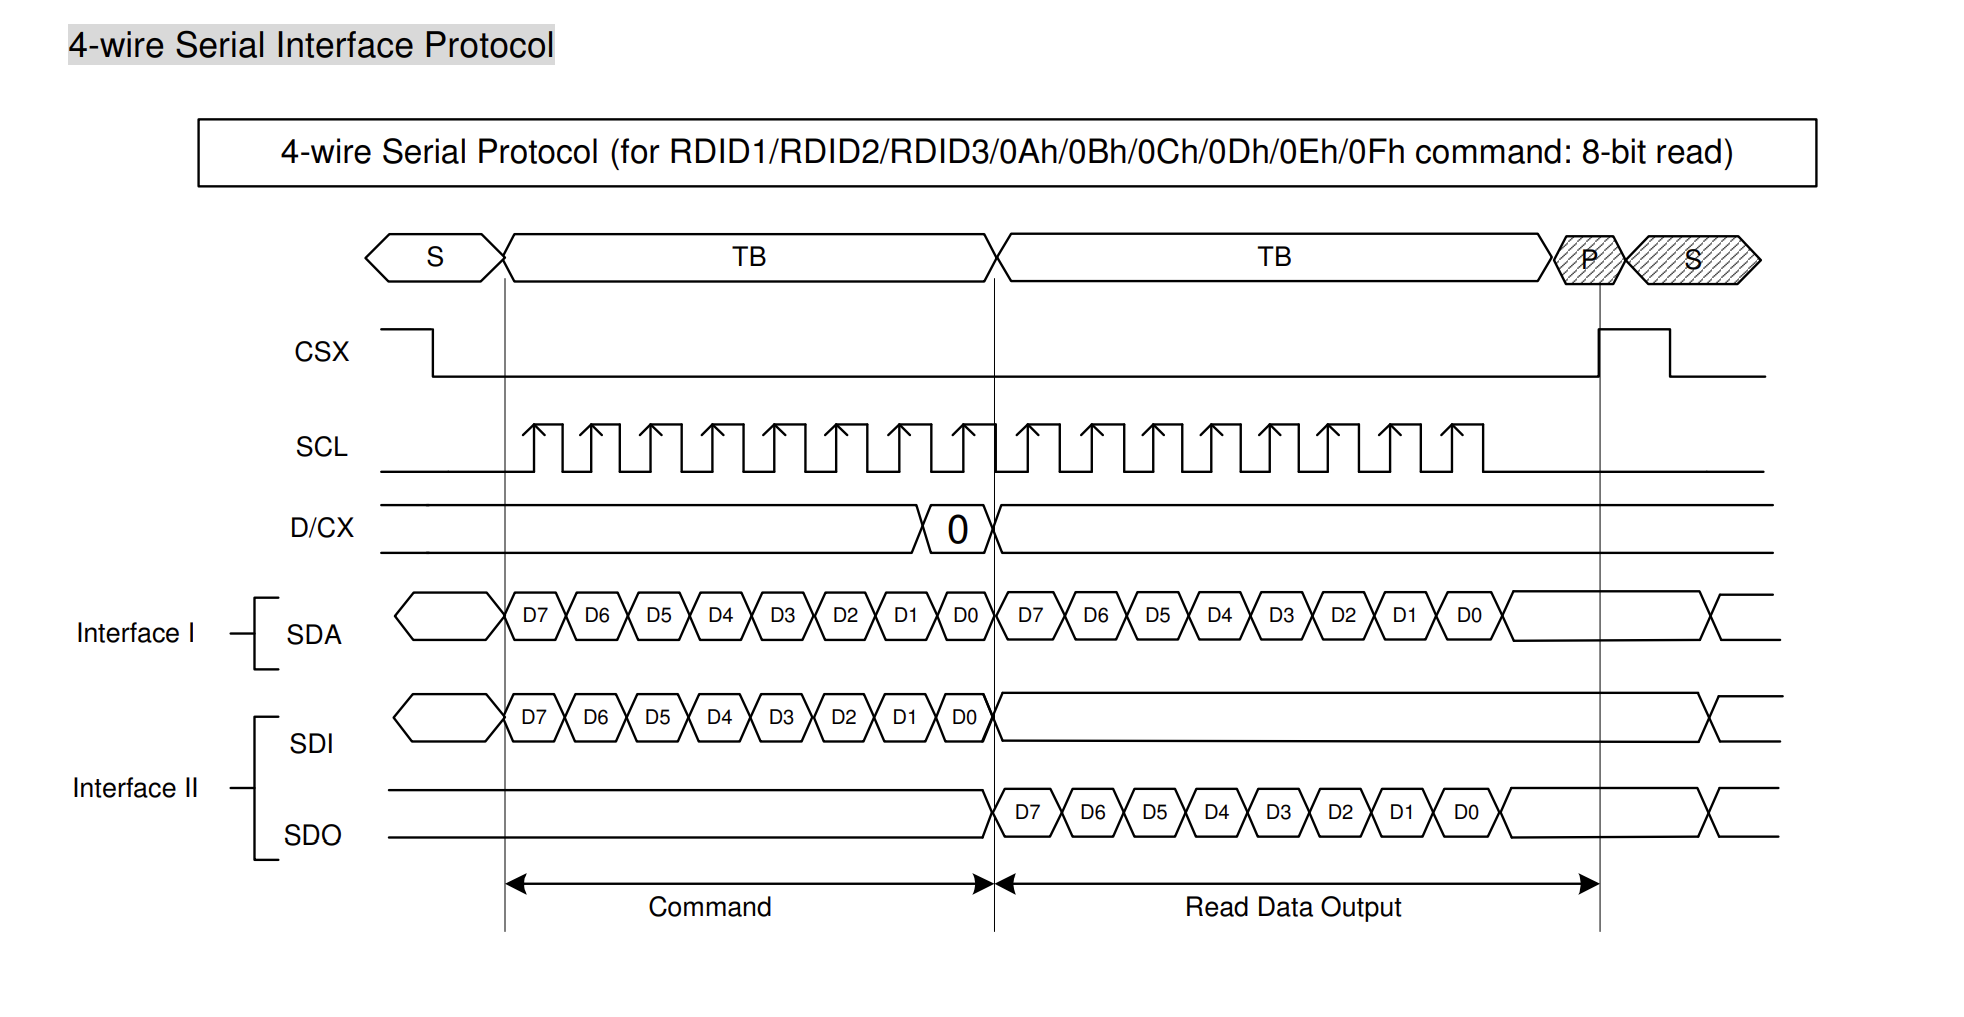 4-wire Serial Interface Protocol
4-wire Serial Protocol (for RDID1/RDID2/RDID3/0Ah/0Bh/0Ch/0Dh/0Eh/0Fh command: 8-bit read)
S TB TB P S
CSX
SCL
D/CX 0
Interface I
SDA D7 D6 D5 D4 D3 D2 D1 D0 D7 D6 D5 D4 D3 D2 D1 D0
SDI D7 D6 D5 D4 D3 D2 D1 D0
Interface II
SDO D7 D6 D5 D4 D3 D2 D1 D0
Command Read Data Output